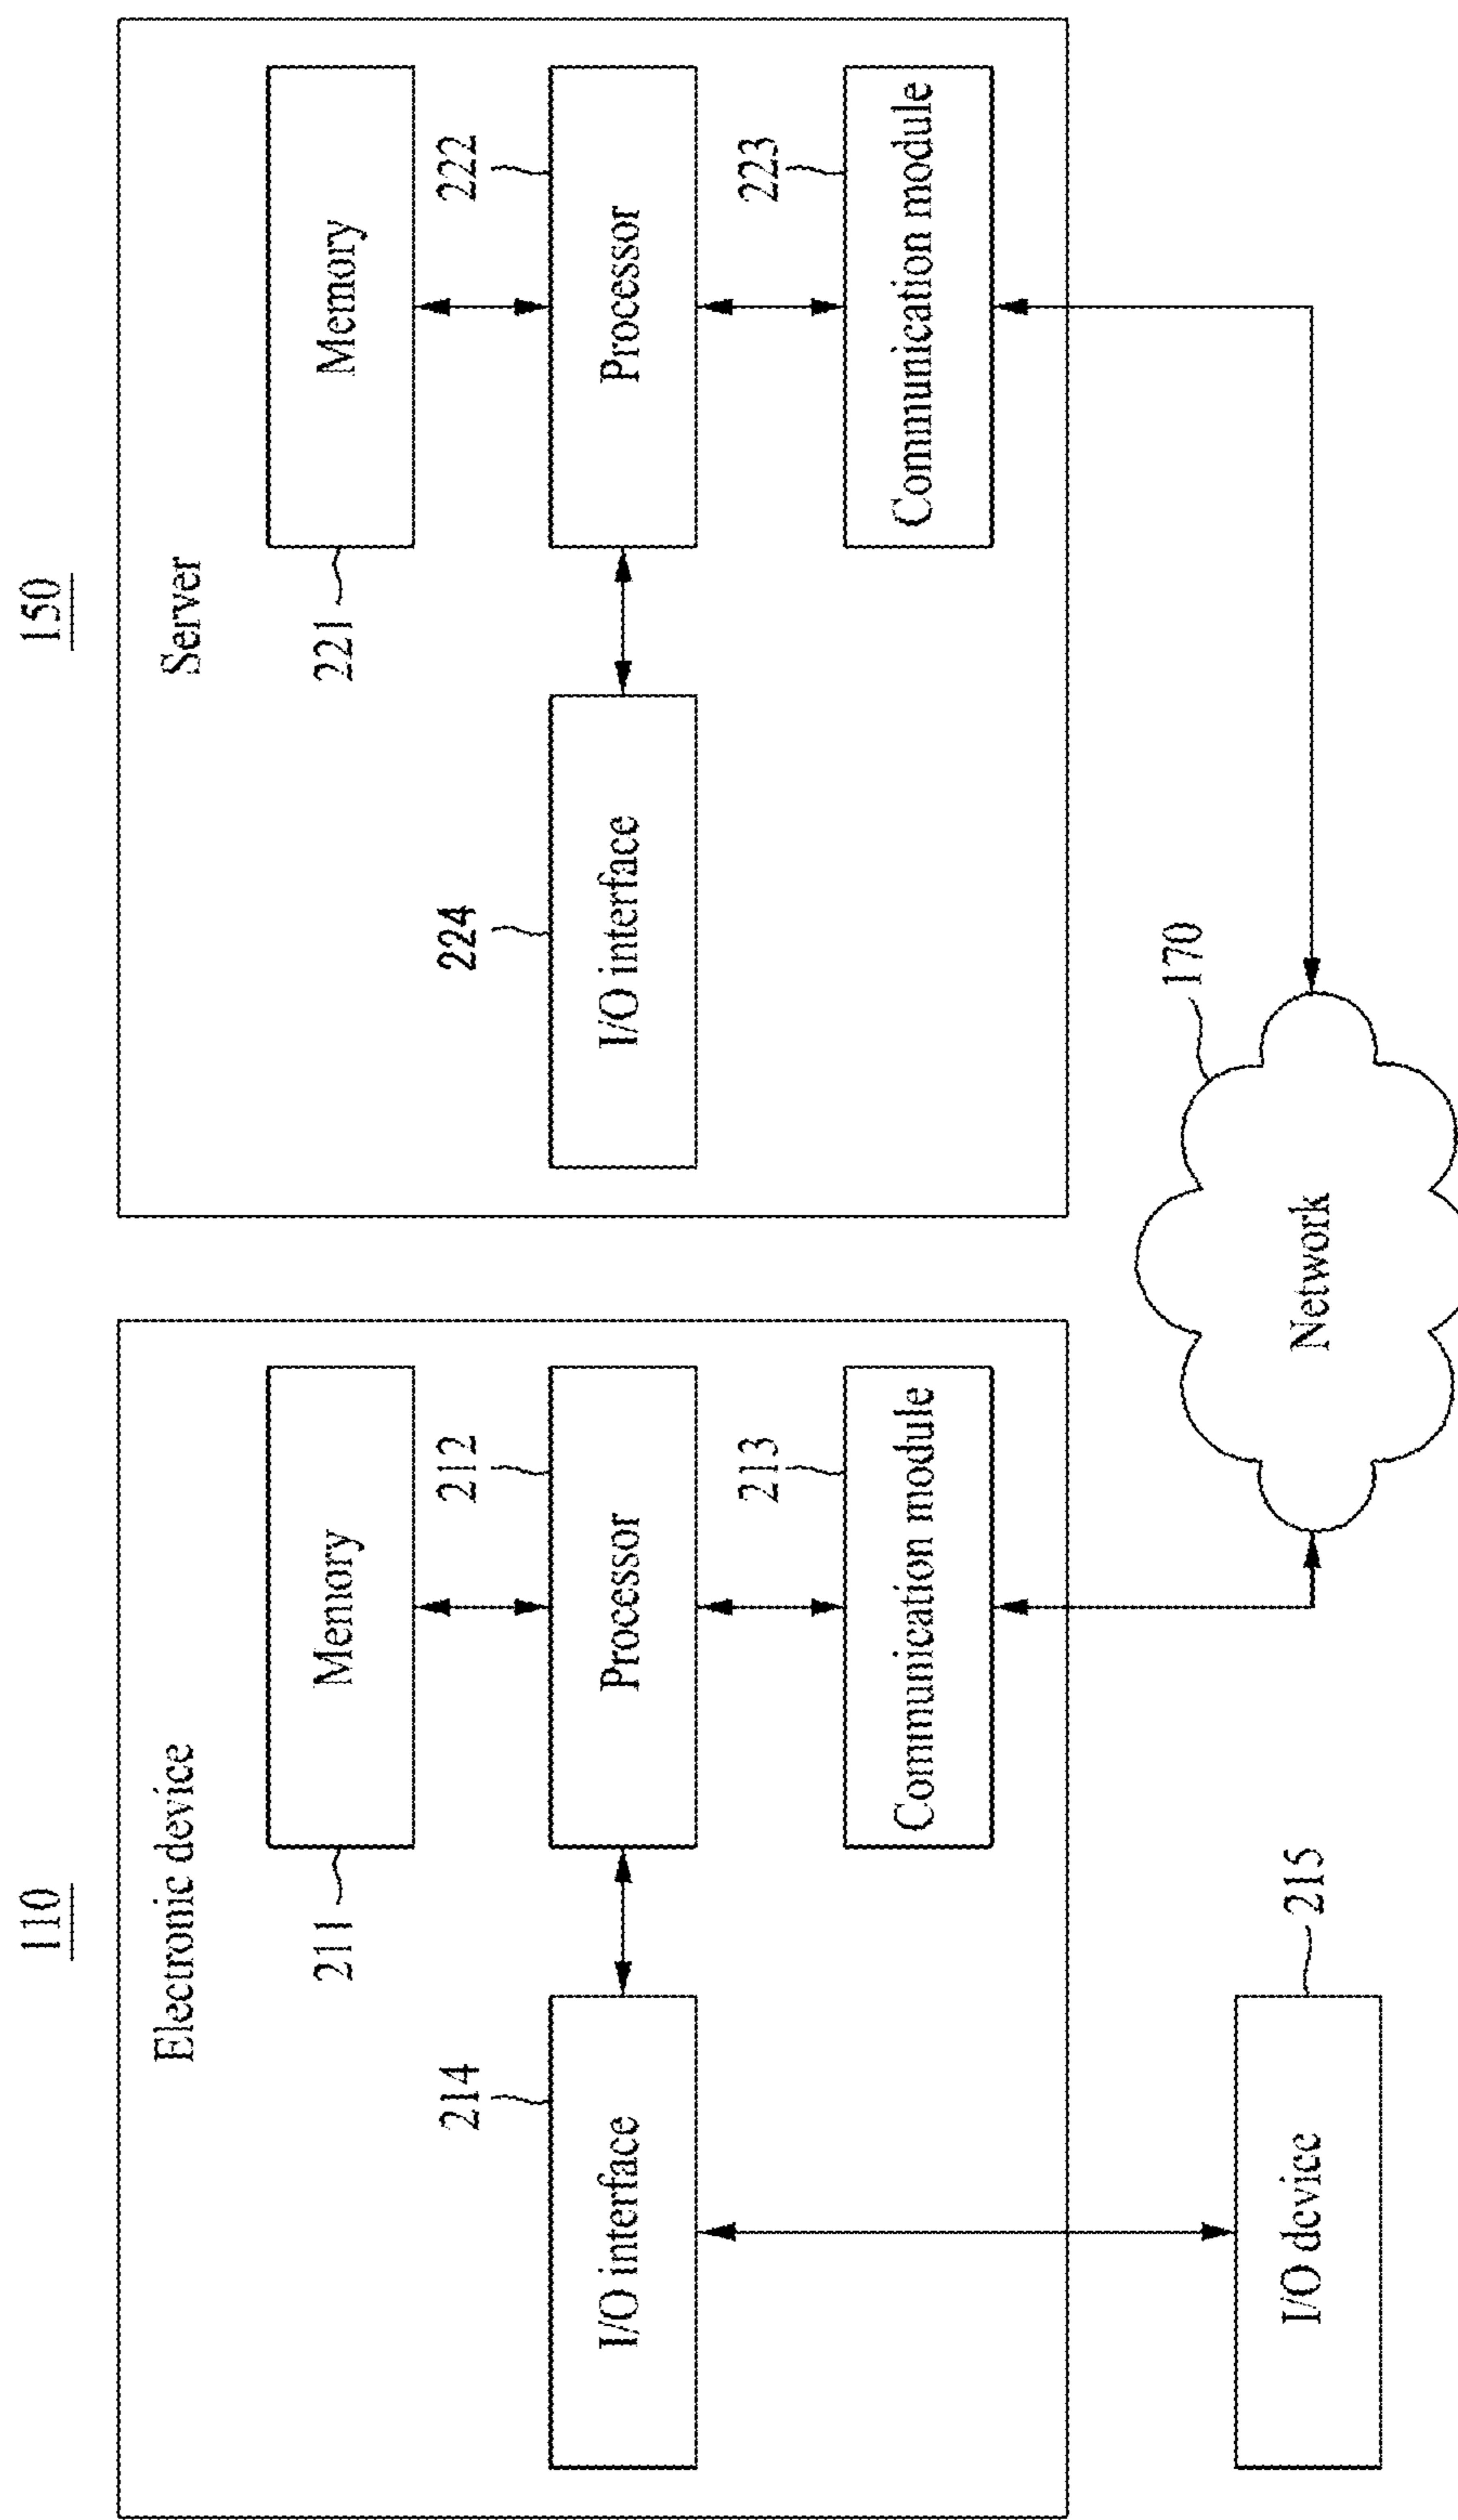 110
Electronic device
211
Memory
214
212
I/O interface
Processor
213
Communication module
I/O device
215
150
Server
221
Memory
224
222
I/O interface
Processor
223
Communication module
170
Network